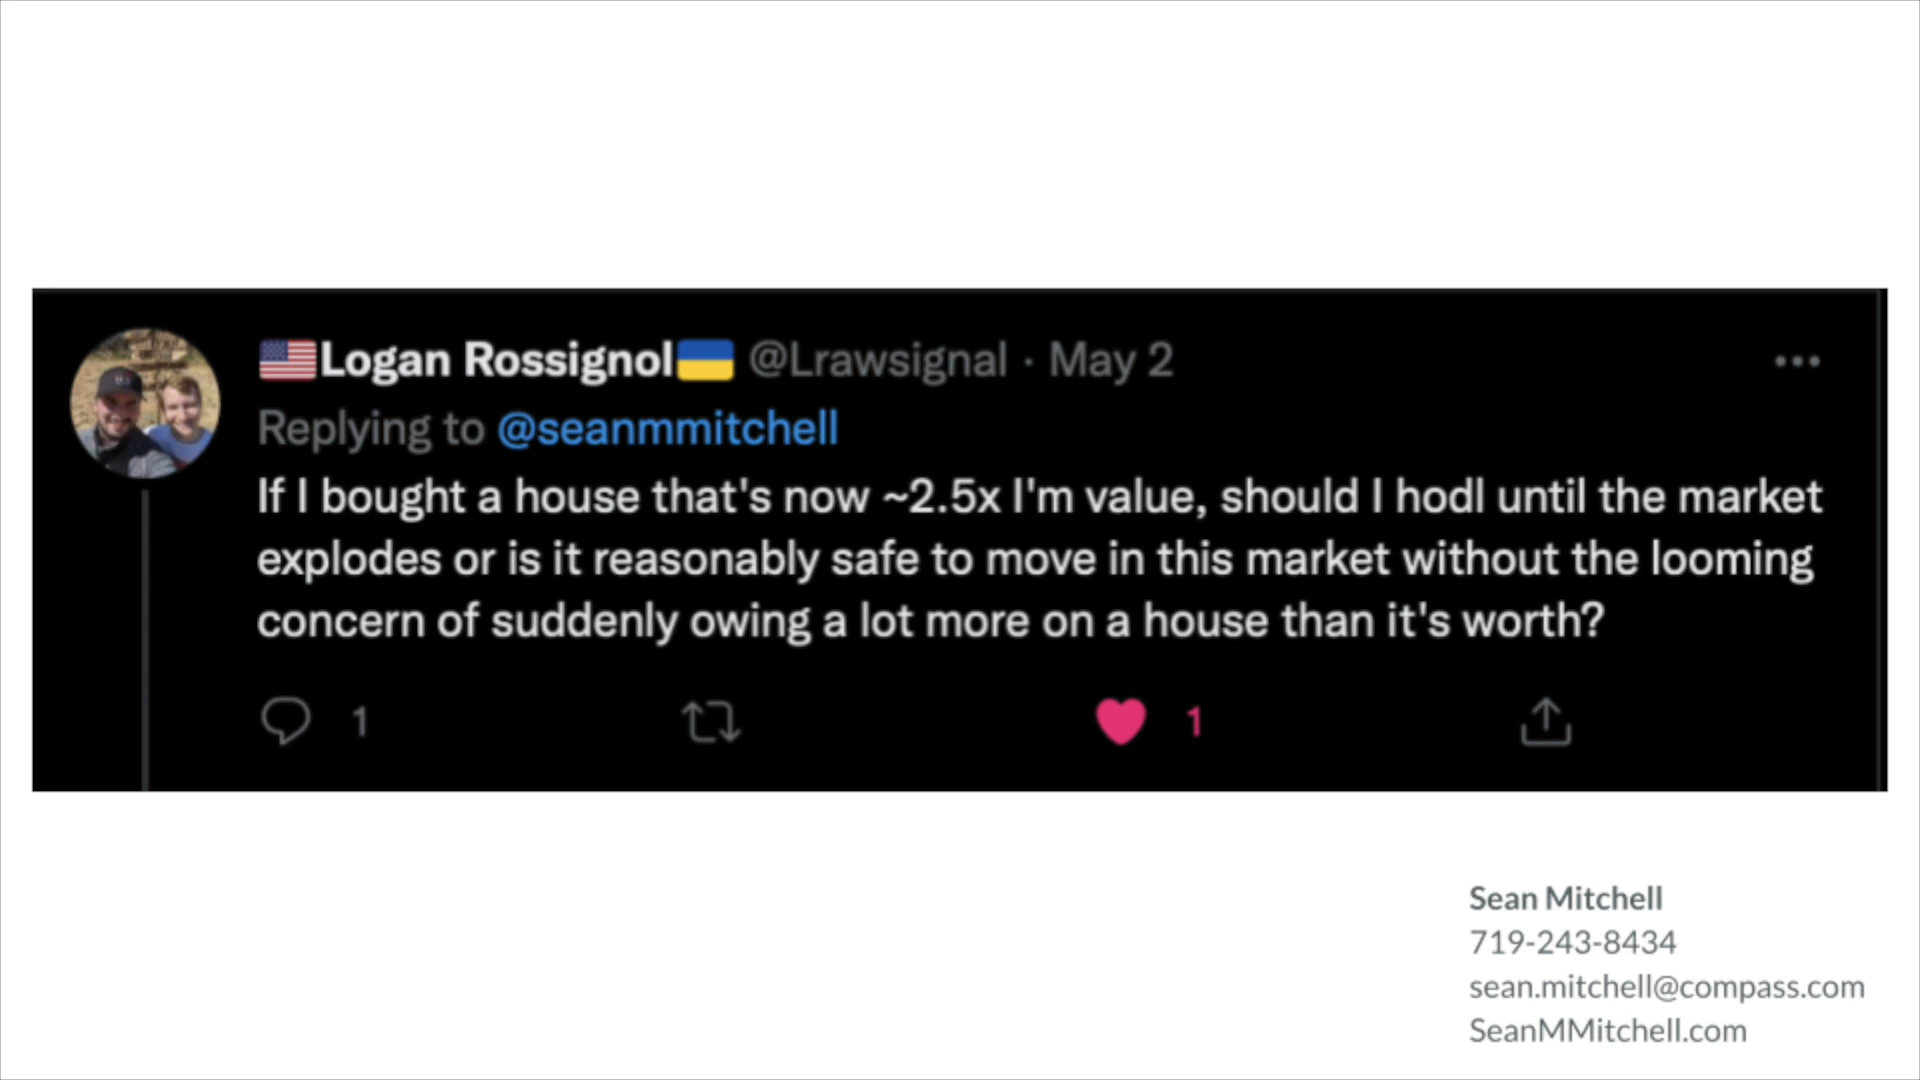 Logan Rossignol @Lrawsignal · May 2
Replying to @seanmmitchell
If I bought a house that's now ~2.5x I'm value, should I hodl until the market
explodes or is it reasonably safe to move in this market without the looming
concern of suddenly owing a lot more on a house than it's worth?
1 1
Sean Mitchell
719-243-8434
sean.mitchell@compass.com
SeanMMitchell.com